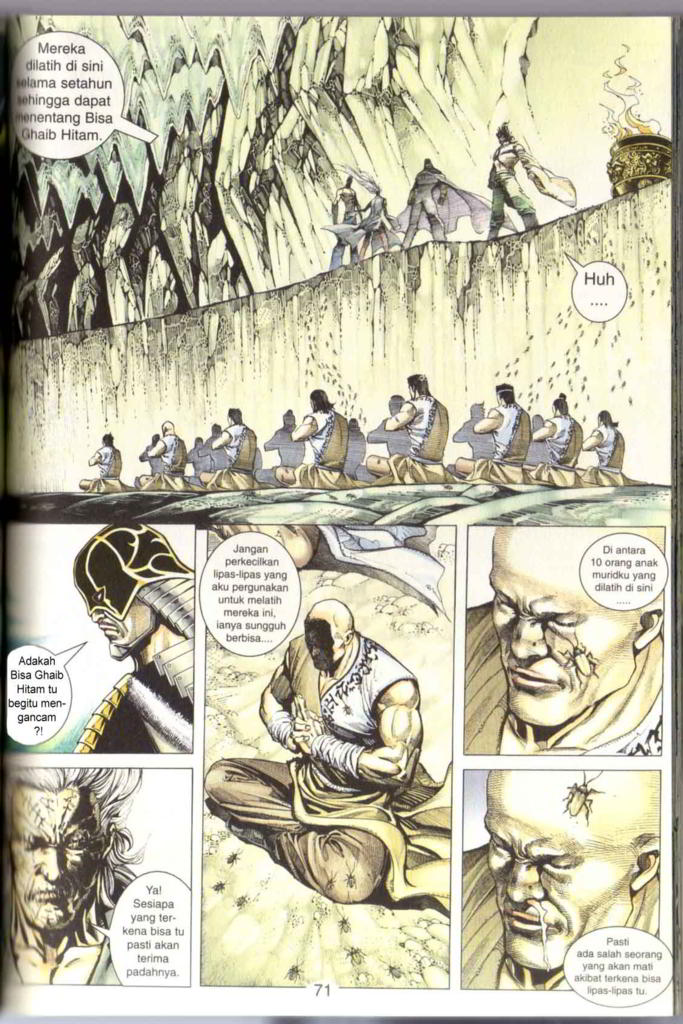 Mereka
dilatih di sini
selama setahun
sehingga dapat
menentang Bisa
Ghaib Hitam.
Huh
....
Adakah
Bisa Ghaib
Hitam tu
begitu men-
gancam
?!
Jangan
perkecilkan
lipas-lipas yang
aku pergunakan
untuk melatih
mereka ini,
ianya sungguh
berbisa....
Di antara
10 orang anak
muridku yang
dilatih di sini
.....
Ya!
Sesiapa
yang ter-
kena bisa tu
pasti akan
terima
padahnya.
Pasti
ada salah seorang
yang akan mati
akibat terkena bisa
lipas-lipas tu.
71